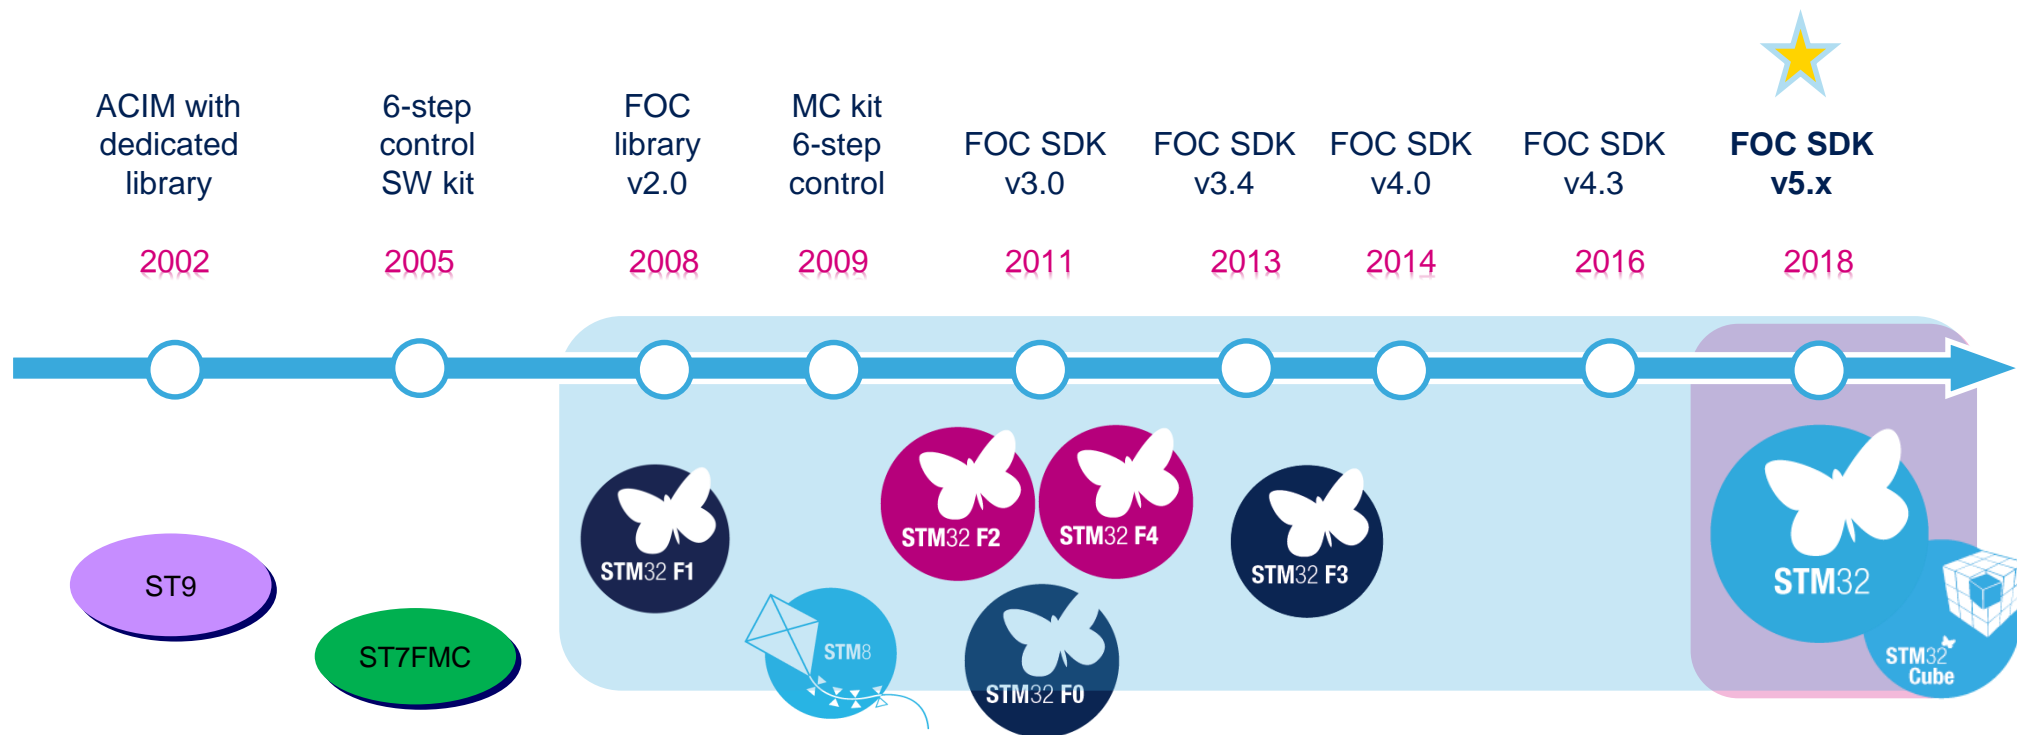 ACIM with
dedicated
library
6-step
control
SW kit
FOC
library
v2.0
MC kit
6-step
control
FOC SDK
v3.0
FOC SDK
v3.4
FOC SDK
v4.0
FOC SDK
v4.3
FOC SDK
v5.x
2002
2005
2008
2009
2011
2013
2014
2016
2018
ST9
ST7FMC
STM32 F1
STM8
STM32 F2
STM32 F4
STM32 F0
STM32 F3
STM32
STM32
Cube